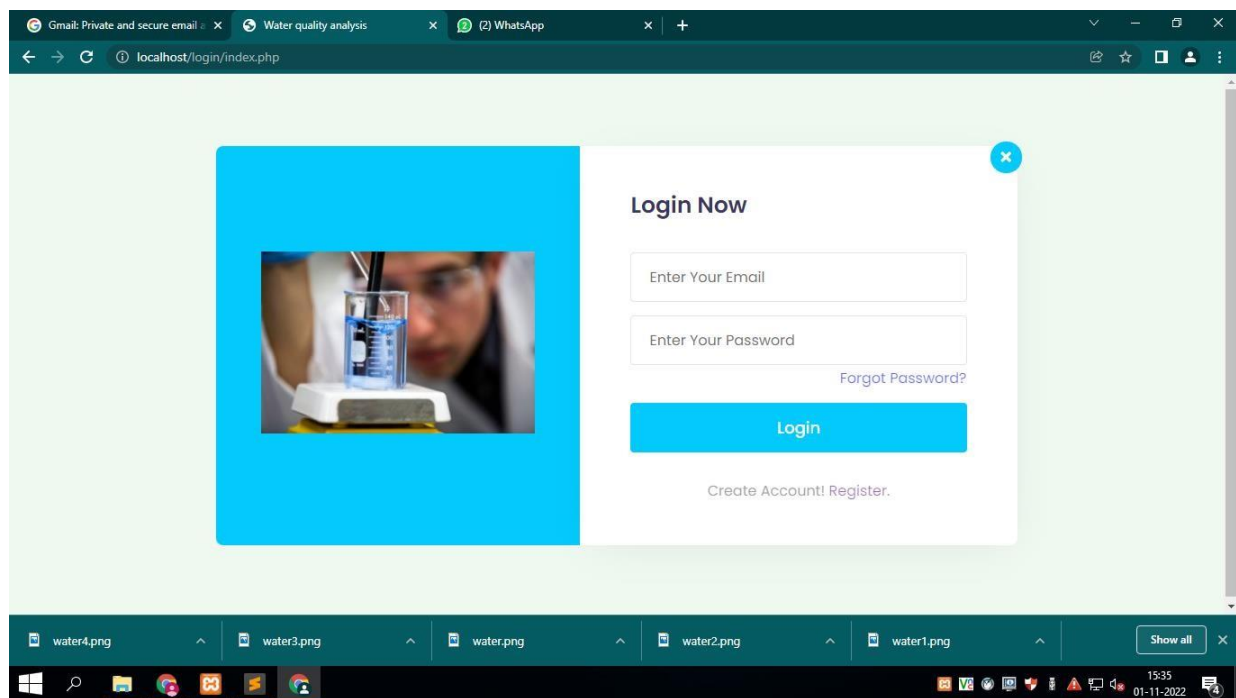 Gmail: Private and secure email a
Water quality analysis
(2) WhatsApp
localhost/login/index.php
Login Now
Enter Your Email
Enter Your Password
Forgot Password?
Login
Create Account! Register.
water4.png
water3.png
water.png
water2.png
water1.png
Show all
15:35
01-11-2022